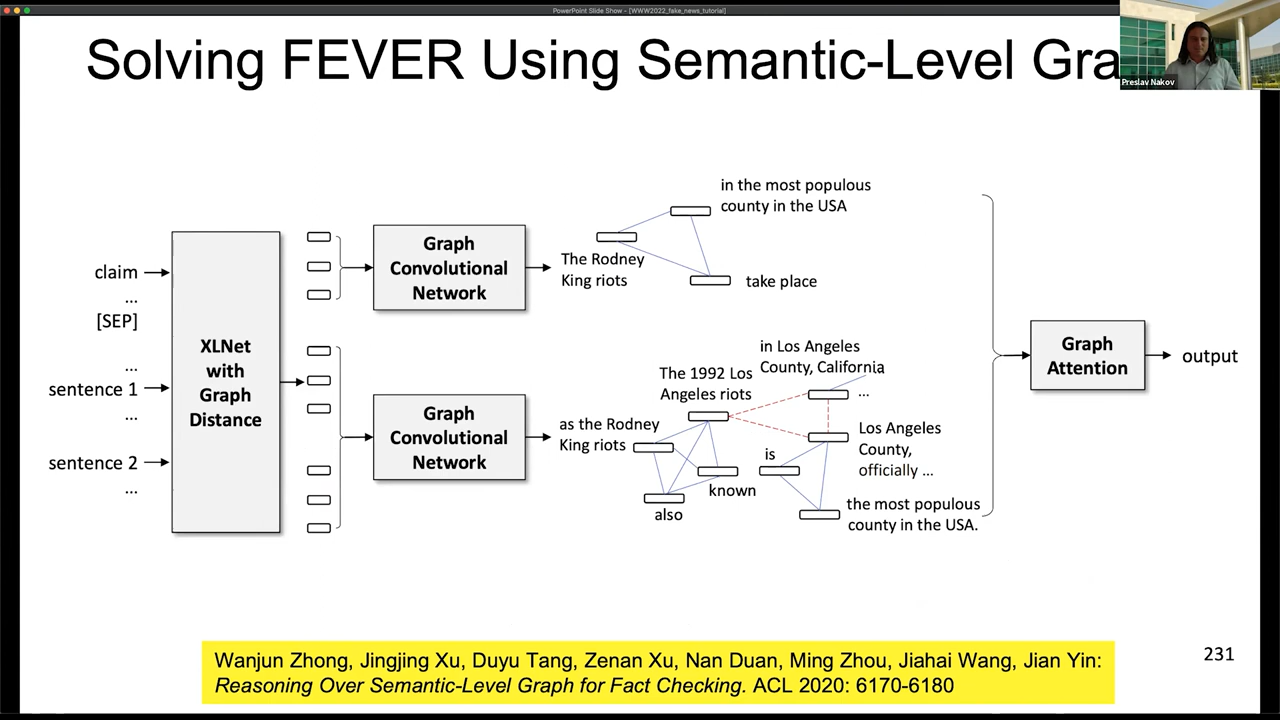 PowerPoint Slide Show - [WWW2022_fake_news_tutorial]
Solving FEVER Using Semantic-Level Gra
Preslav Nakov
claim
...
[SEP]
...
sentence 1
...
sentence 2
...
XLNet
with
Graph
Distance
Graph
Convolutional
Network
The Rodney
King riots
in the most populous
county in the USA
take place
Graph
Convolutional
Network
as the Rodney
King riots
The 1992 Los
Angeles riots
also
known
in Los Angeles
County, California
...
is
Los Angeles
County,
officially ...
the most populous
county in the USA.
Graph
Attention
output
Wanjun Zhong, Jingjing Xu, Duyu Tang, Zenan Xu, Nan Duan, Ming Zhou, Jiahai Wang, Jian Yin:
Reasoning Over Semantic-Level Graph for Fact Checking. ACL 2020: 6170-6180
231